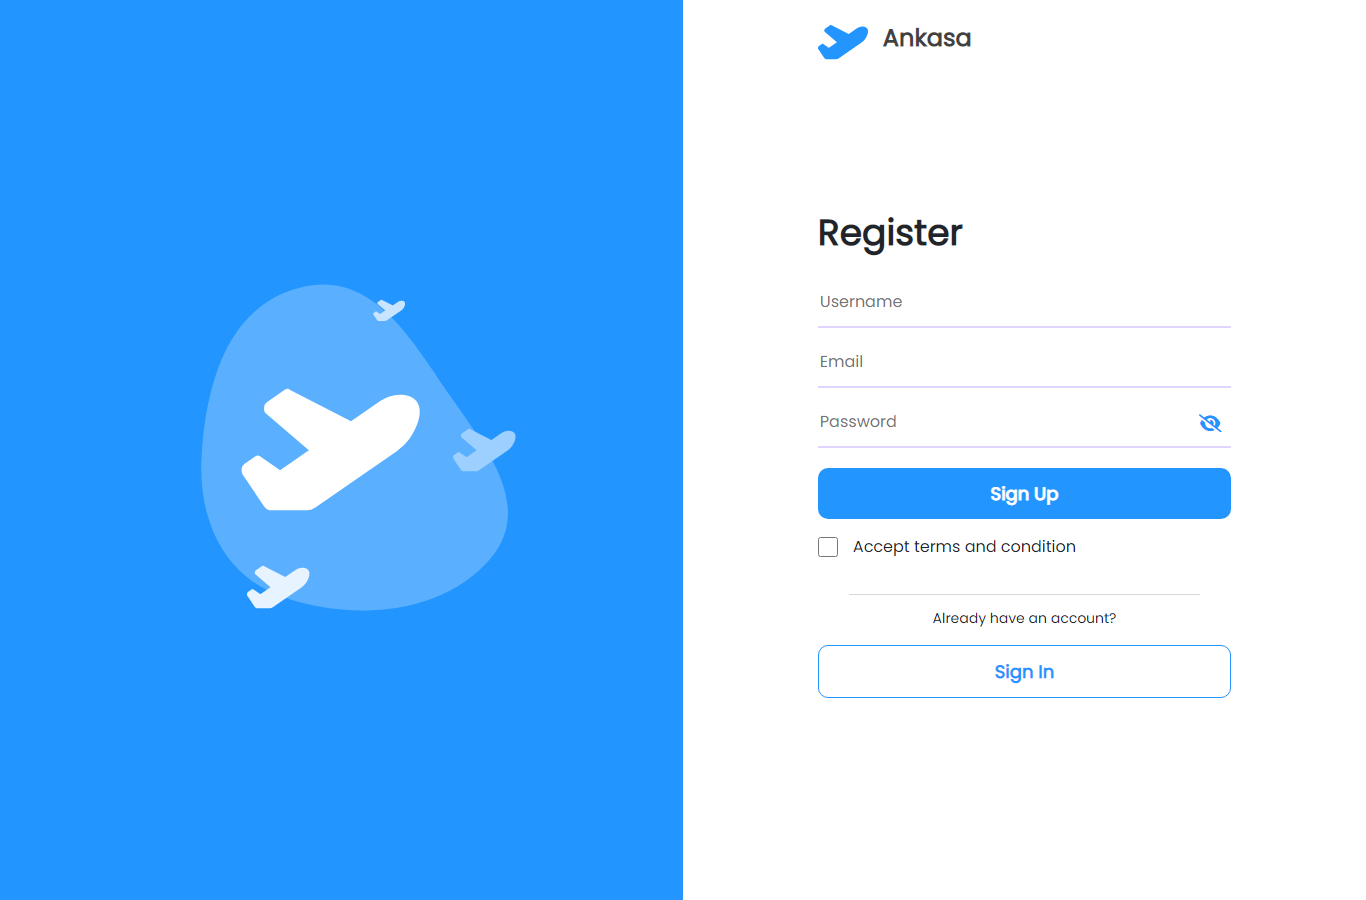 Ankasa
Register
Username
Email
Password
Sign Up
Accept terms and condition
Already have an account?
Sign In